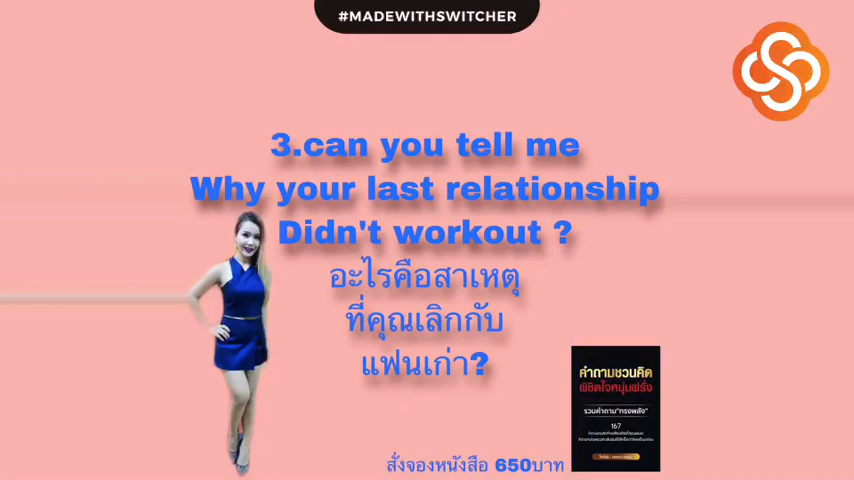 #MADEWITHSWITCHER
3.can you tell me
Why your last relationship
Didn't workout ?
อะไรคือสาเหตุ
ที่คุณเลิกกับ
แฟนเก่า?
คำถามชวนคิด
พิชิตใจหนุ่มฝรั่ง
รวมคำถาม"ทรงพลัง"
167
สั่งจองหนังสือ 650บาท